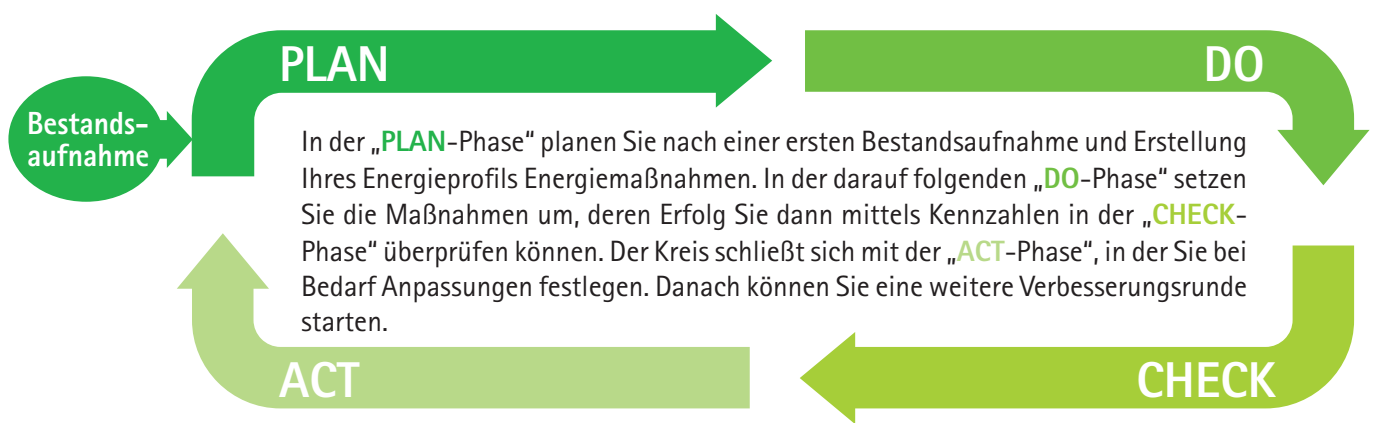 PLAN
DO
Bestands-
aufnahme
In der „PLAN-Phase“ planen Sie nach einer ersten Bestandsaufnahme und Erstellung
Ihres Energieprofils Energiemaßnahmen. In der darauf folgenden „DO-Phase“ setzen
Sie die Maßnahmen um, deren Erfolg Sie dann mittels Kennzahlen in der „CHECK-
Phase“ überprüfen können. Der Kreis schließt sich mit der „ACT-Phase“, in der Sie bei
Bedarf Anpassungen festlegen. Danach können Sie eine weitere Verbesserungsrunde
starten.
ACT
CHECK